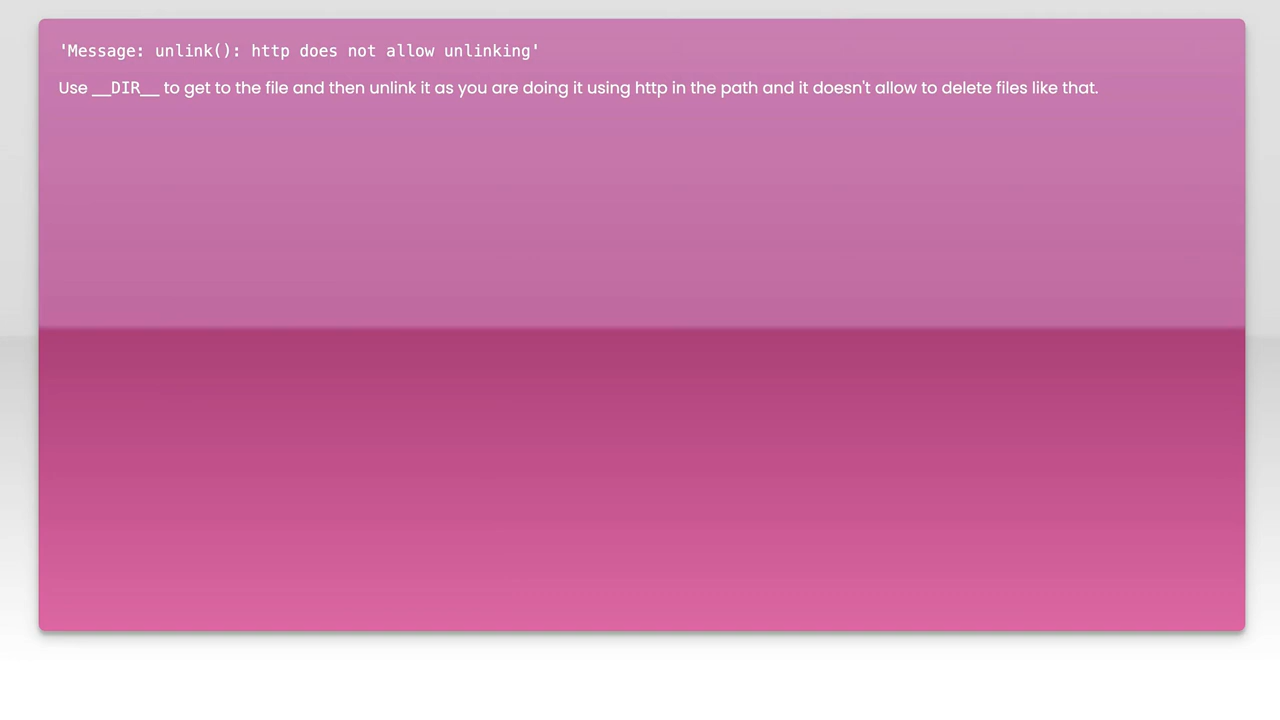 'Message: unlink(): http does not allow unlinking'
Use __DIR__ to get to the file and then unlink it as you are doing it using http in the path and it doesn't allow to delete files like that.